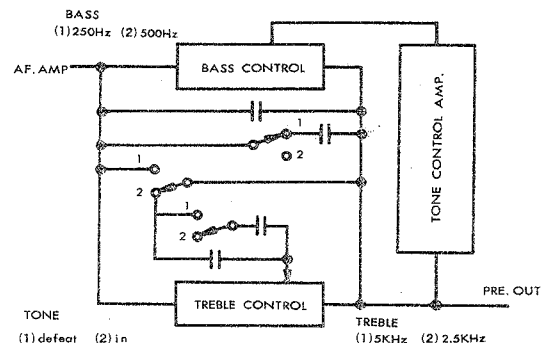 BASS
(1)250Hz (2)500Hz
AF. AMP
BASS CONTROL
TONE CONTROL AMP.
1
2
1
2
1
2
TREBLE CONTROL
PRE. OUT
TONE
(1)defeat (2)in
TREBLE
(1)5KHz (2)2.5KHz